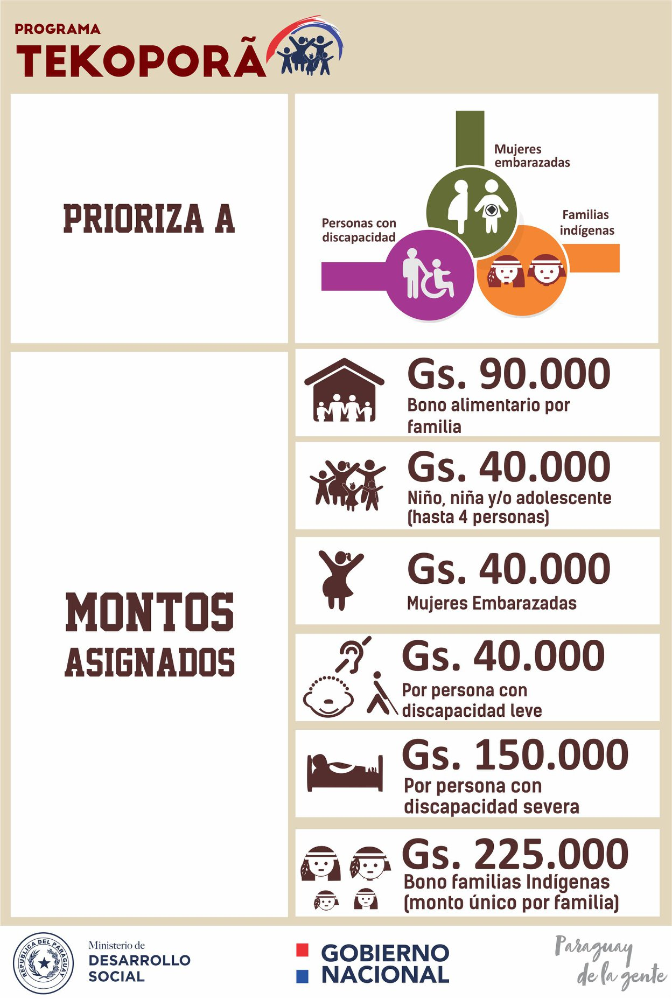 PROGRAMA
TEKOPORÃ
PRIORIZA A
Mujeres
embarazadas
Personas con
discapacidad
Familias
indígenas
MONTOS
ASIGNADOS
Gs. 90.000
Bono alimentario por
familia
Gs. 40.000
Niño, niña y/o adolescente
(hasta 4 personas)
Gs. 40.000
Mujeres Embarazadas
Gs. 40.000
Por persona con
discapacidad leve
Gs. 150.000
Por persona con
discapacidad severa
Gs. 225.000
Bono familias Indígenas
(monto único por familia)
REPUBLICA DEL PARAGUAY
Ministerio de
DESARROLLO
SOCIAL
GOBIERNO
NACIONAL
Paraguay
de la gente